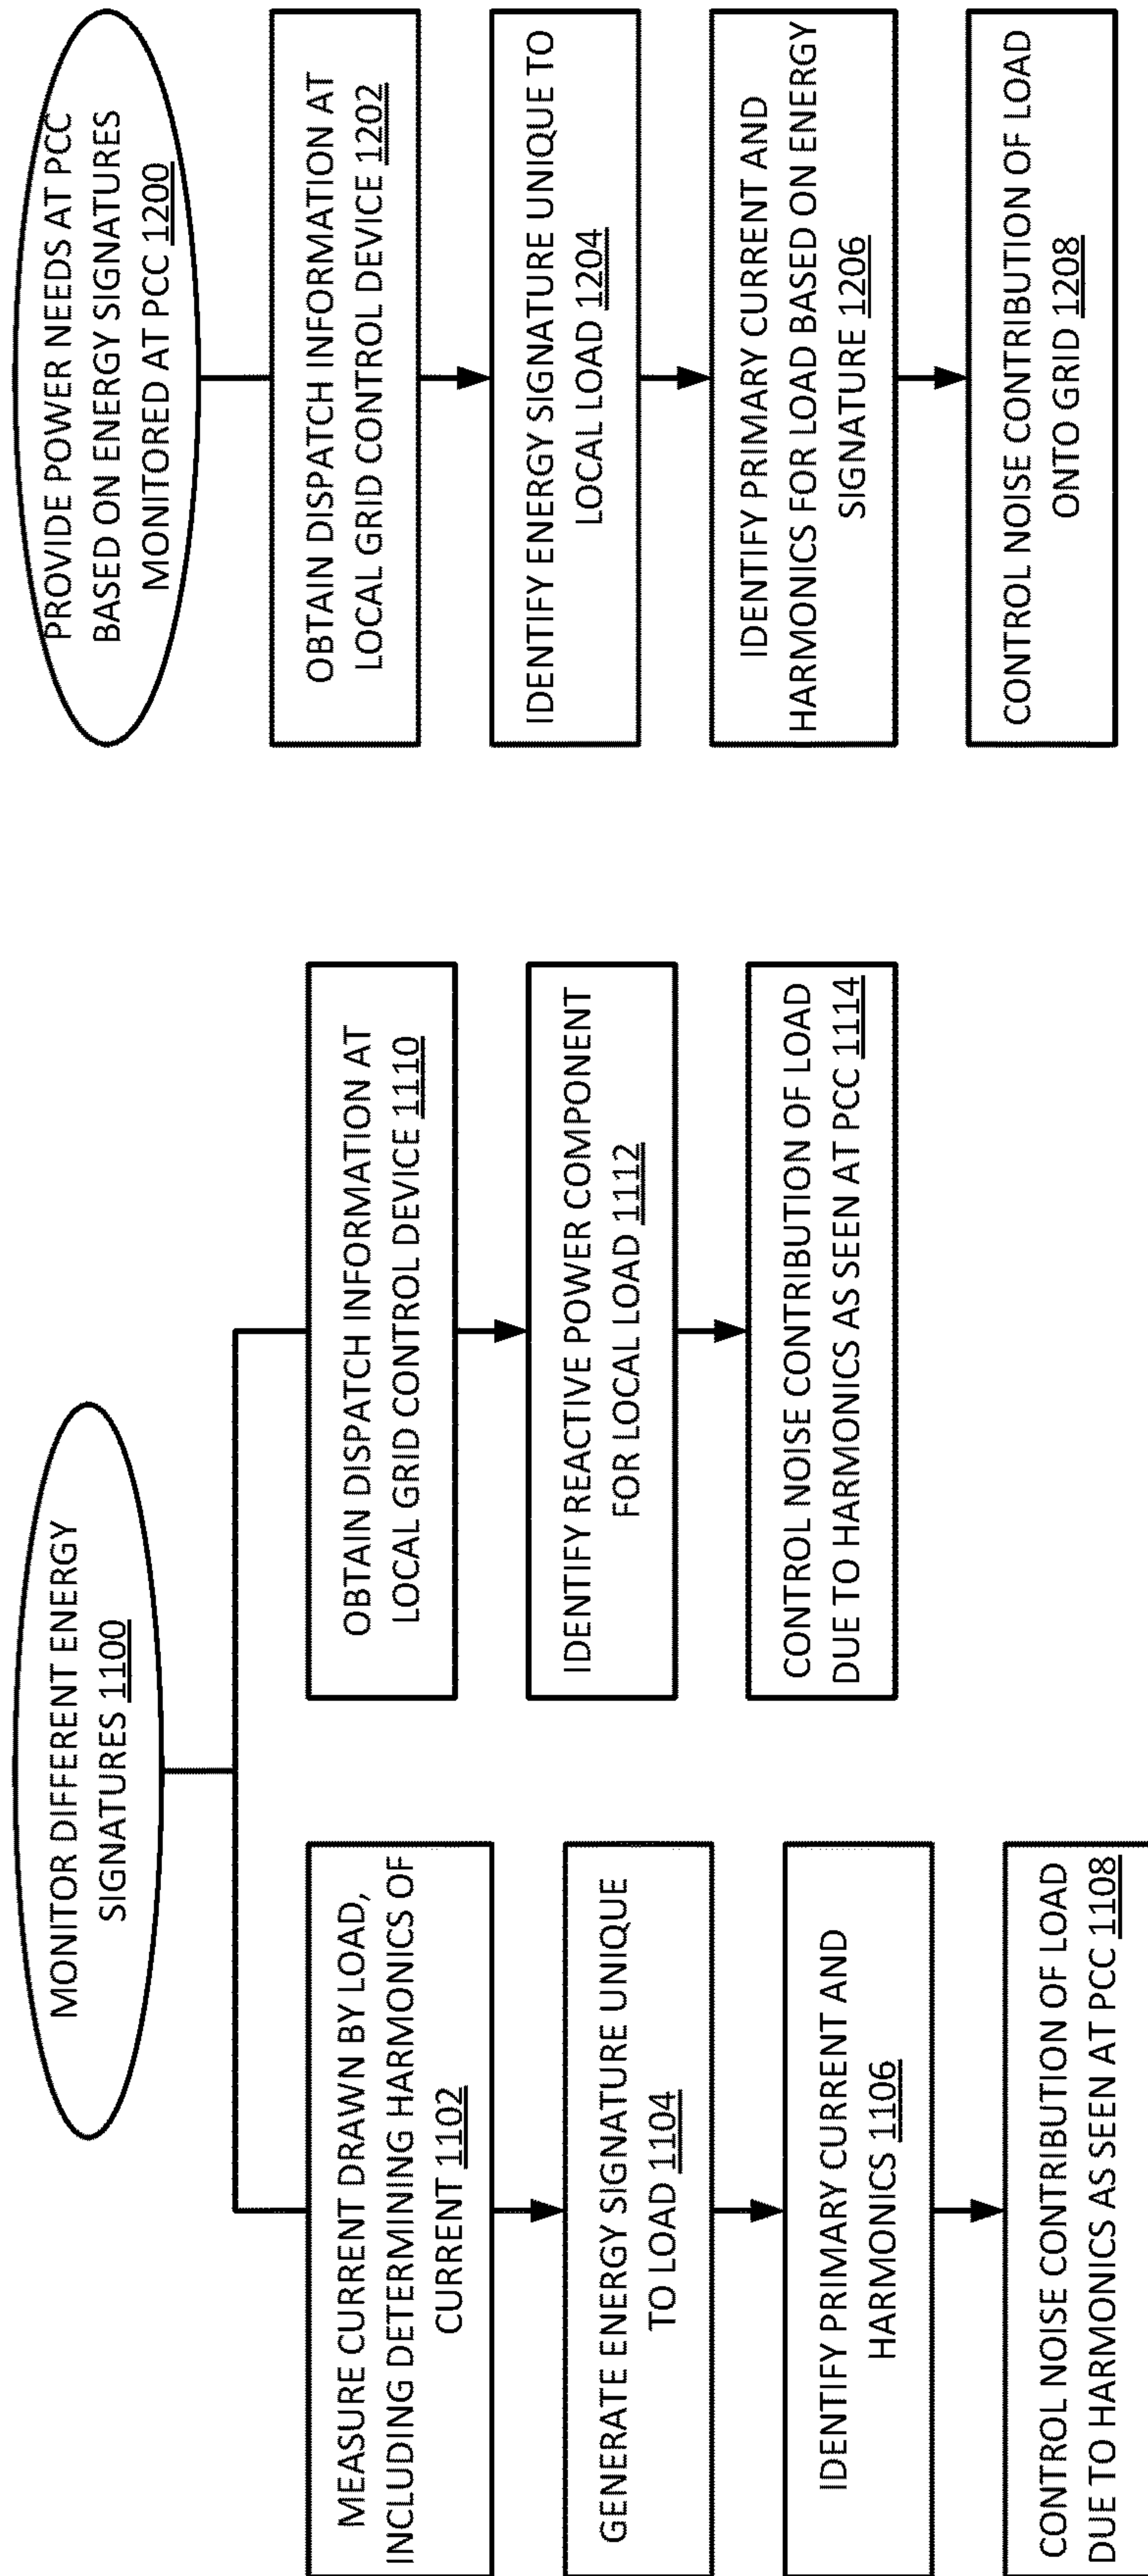 MONITOR DIFFERENT ENERGY
SIGNATURES 1100
MEASURE CURRENT DRAWN BY LOAD,
INCLUDING DETERMINING HARMONICS OF
CURRENT 1102
GENERATE ENERGY SIGNATURE UNIQUE
TO LOAD 1104
IDENTIFY PRIMARY CURRENT AND
HARMONICS 1106
CONTROL NOISE CONTRIBUTION OF LOAD
DUE TO HARMONICS AS SEEN AT PCC 1108
OBTAIN DISPATCH INFORMATION AT
LOCAL GRID CONTROL DEVICE 1110
IDENTIFY REACTIVE POWER COMPONENT
FOR LOCAL LOAD 1112
CONTROL NOISE CONTRIBUTION OF LOAD
DUE TO HARMONICS AS SEEN AT PCC 1114
PROVIDE POWER NEEDS AT PCC
BASED ON ENERGY SIGNATURES
MONITORED AT PCC 1200
OBTAIN DISPATCH INFORMATION AT
LOCAL GRID CONTROL DEVICE 1202
IDENTIFY ENERGY SIGNATURE UNIQUE TO
LOCAL LOAD 1204
IDENTIFY PRIMARY CURRENT AND
HARMONICS FOR LOAD BASED ON ENERGY
SIGNATURE 1206
CONTROL NOISE CONTRIBUTION OF LOAD
ONTO GRID 1208